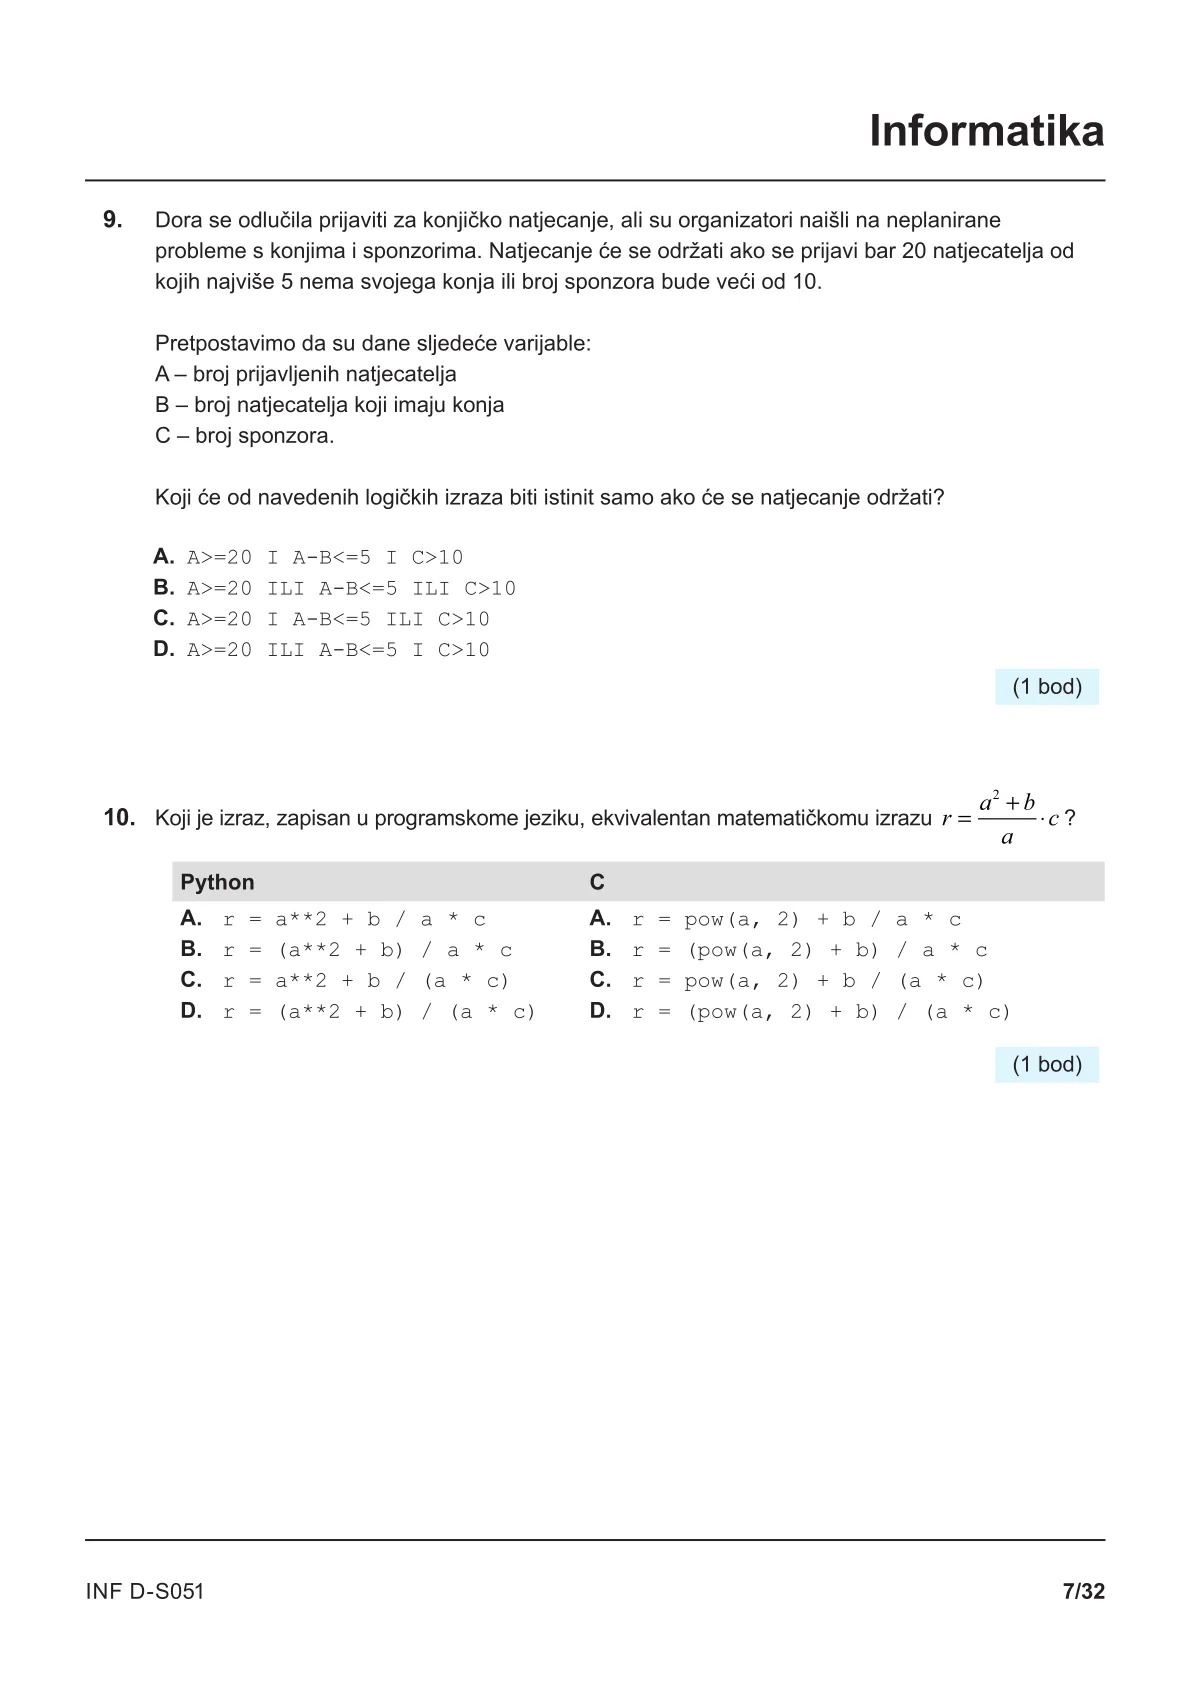 Informatika
9. Dora se odlučila prijaviti za konjičko natjecanje, ali su organizatori naišli na neplanirane
probleme s konjima i sponzorima. Natjecanje će se održati ako se prijavi bar 20 natjecatelja od
kojih najviše 5 nema svojega konja ili broj sponzora bude veći od 10.
Pretpostavimo da su dane sljedeće varijable:
A – broj prijavljenih natjecatelja
B – broj natjecatelja koji imaju konja
C – broj sponzora.
Koji će od navedenih logičkih izraza biti istinit samo ako će se natjecanje održati?
A. A>=20 I A-B<=5 I C>10
B. A>=20 ILI A-B<=5 ILI C>10
C. A>=20 I A-B<=5 ILI C>10
D. A>=20 ILI A-B<=5 I C>10
(1 bod)
10. Koji je izraz, zapisan u programskome jeziku, ekvivalentan matematičkomu izrazu r = \frac{a^2 + b}{a} · c ?
Python C
A. r = a**2 + b / a * c A. r = pow(a, 2) + b / a * c
B. r = (a**2 + b) / a * c B. r = (pow(a, 2) + b) / a * c
C. r = a**2 + b / (a * c) C. r = pow(a, 2) + b / (a * c)
D. r = (a**2 + b) / (a * c) D. r = (pow(a, 2) + b) / (a * c)
(1 bod)
INF D-S051 7/32